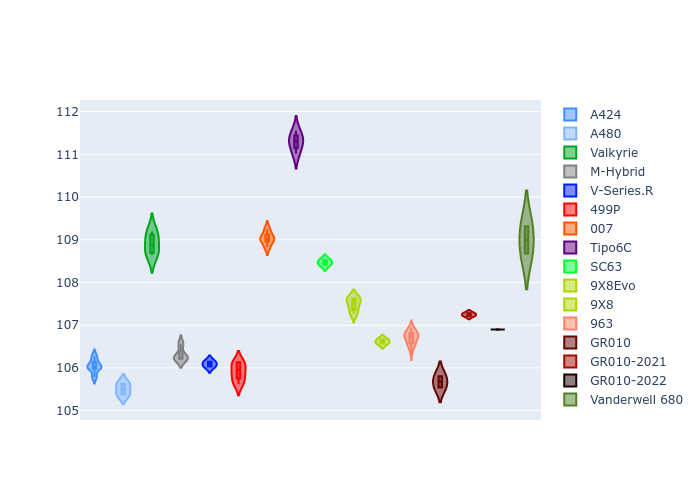 112
111
110
109
108
107
106
105
A424
A480
Valkyrie
M-Hybrid
V-Series.R
499P
007
Tipo6C
SC63
9X8Evo
9X8
963
GR010
GR010-2021
GR010-2022
Vanderwell 680